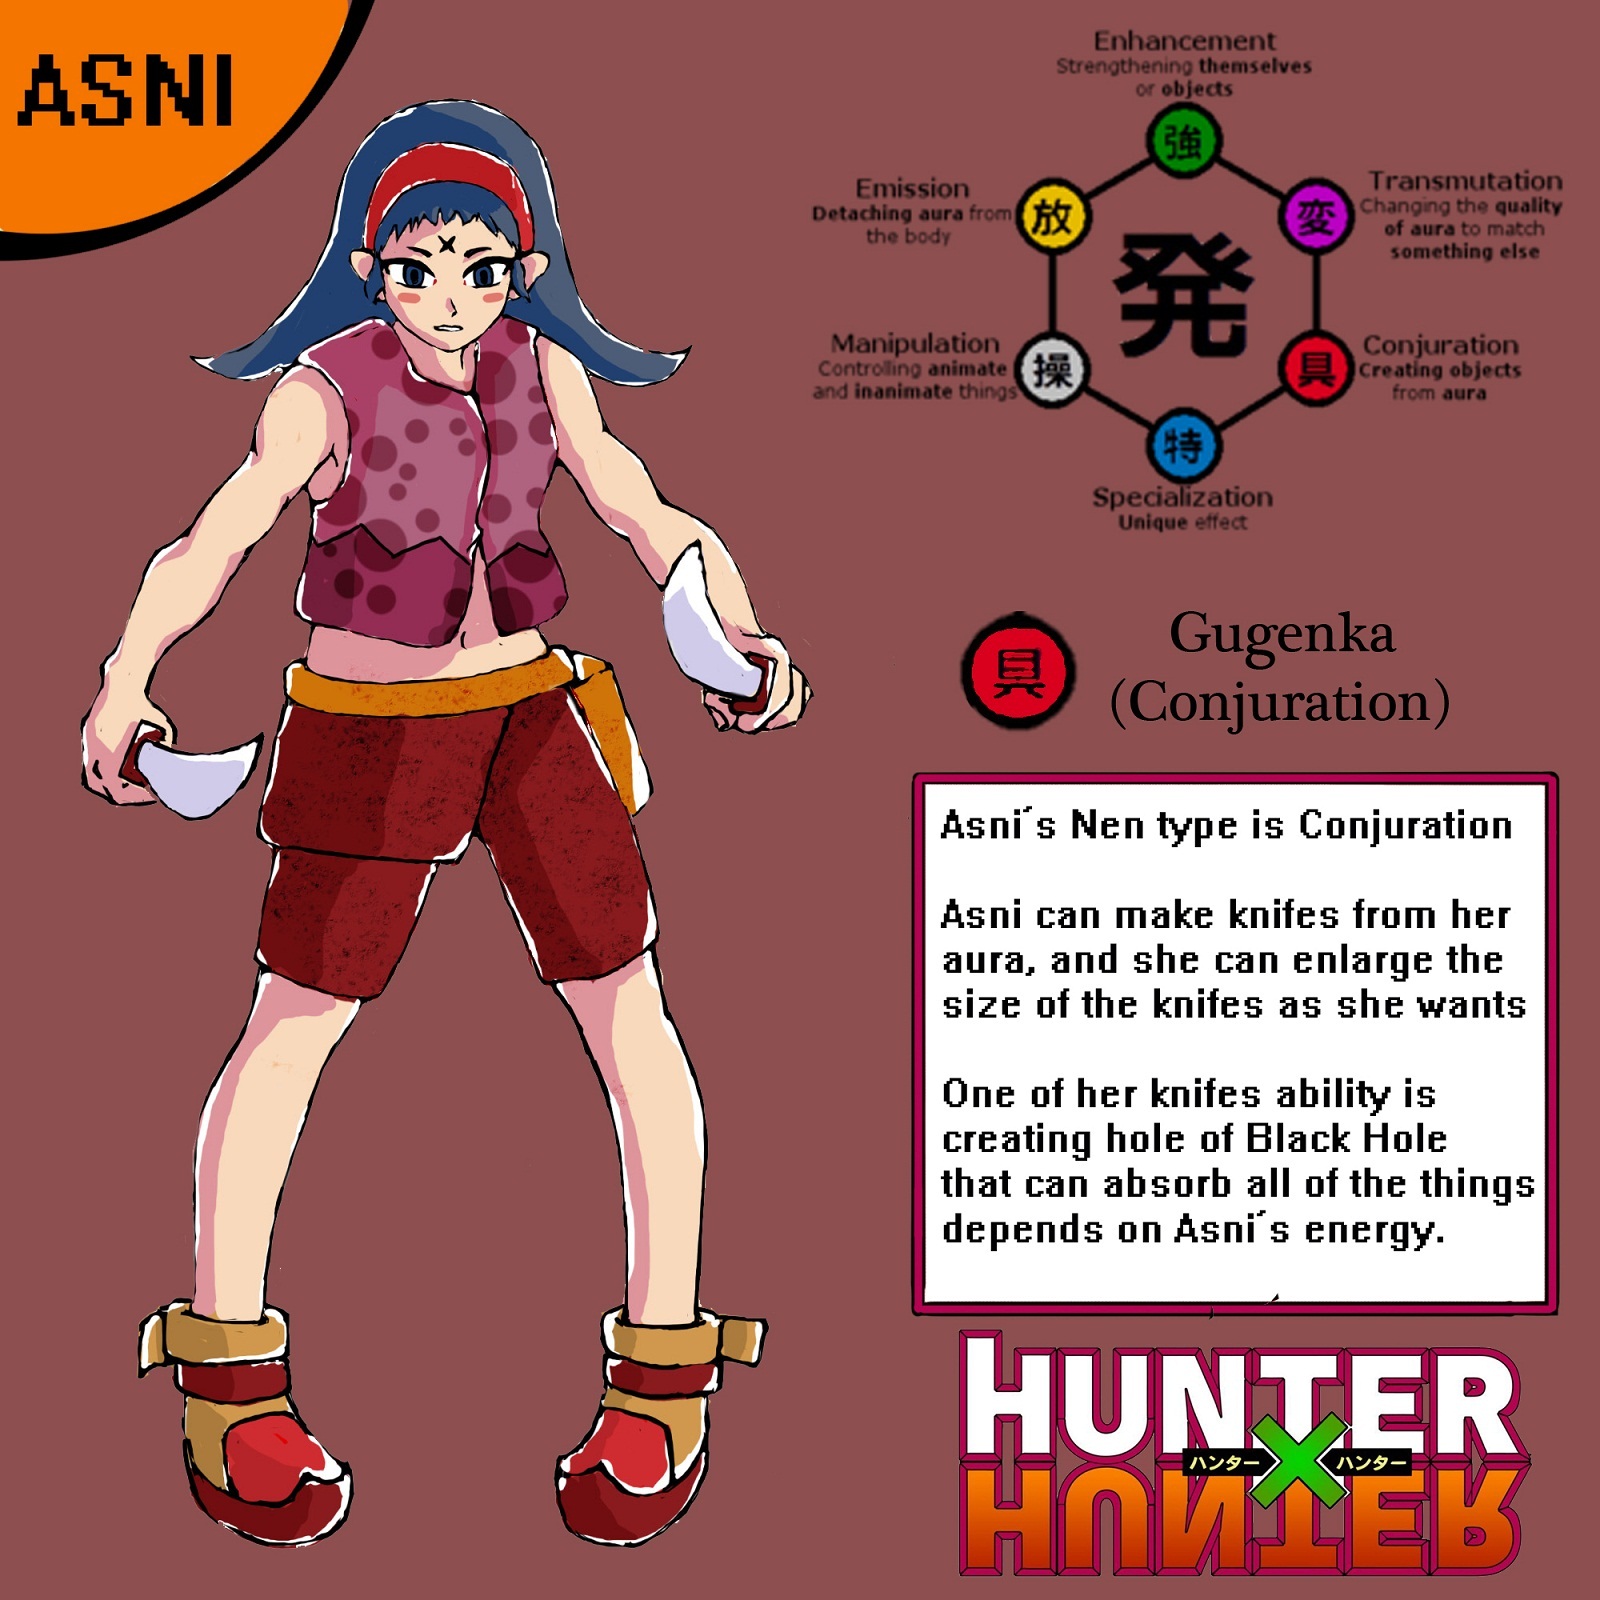 ASNI
Enhancement
Strengthening themselves
or objects
強
Emission
Detaching aura from
the body
放
Transmutation
Changing the quality
of aura to match
something else
変
発
Manipulation
Controlling animate
and inanimate things
操
Conjuration
Creating objects
from aura
具
特
Specialization
Unique effect
具
Gugenka
(Conjuration)
Asni´s Nen type is Conjuration
Asni can make knifes from her
aura, and she can enlarge the
size of the knifes as she wants
One of her knifes ability is
creating hole of Black Hole
that can absorb all of the things
depends on Asni´s energy.
HUNTER
ハンター X ハンター
HUNTER